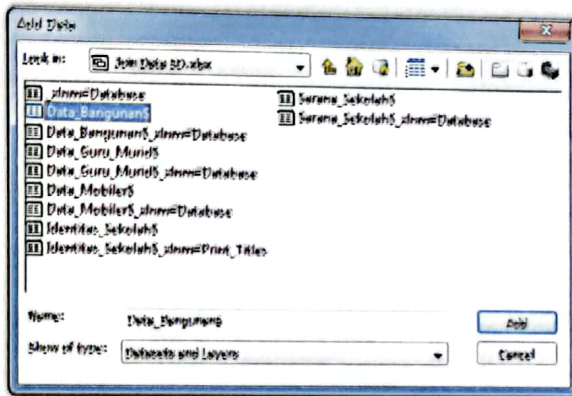 Add Data
Look in: Join Data SD.xlsx
_xlnm#Database
Data_Bangunan$
Data_Bangunan$_xlnm#Database
Data_Guru_Murid$
Data_Guru_Murid$_xlnm#Database
Data_Mobiler$
Data_Mobiler$_xlnm#Database
Identitas_Sekolah$
Identitas_Sekolah$_xlnm#Print_Titles
Sarana_Sekolah$
Sarana_Sekolah$_xlnm#Database
Name: Data_Bangunan$
Add
Show of type: Datasets and Layers
Cancel